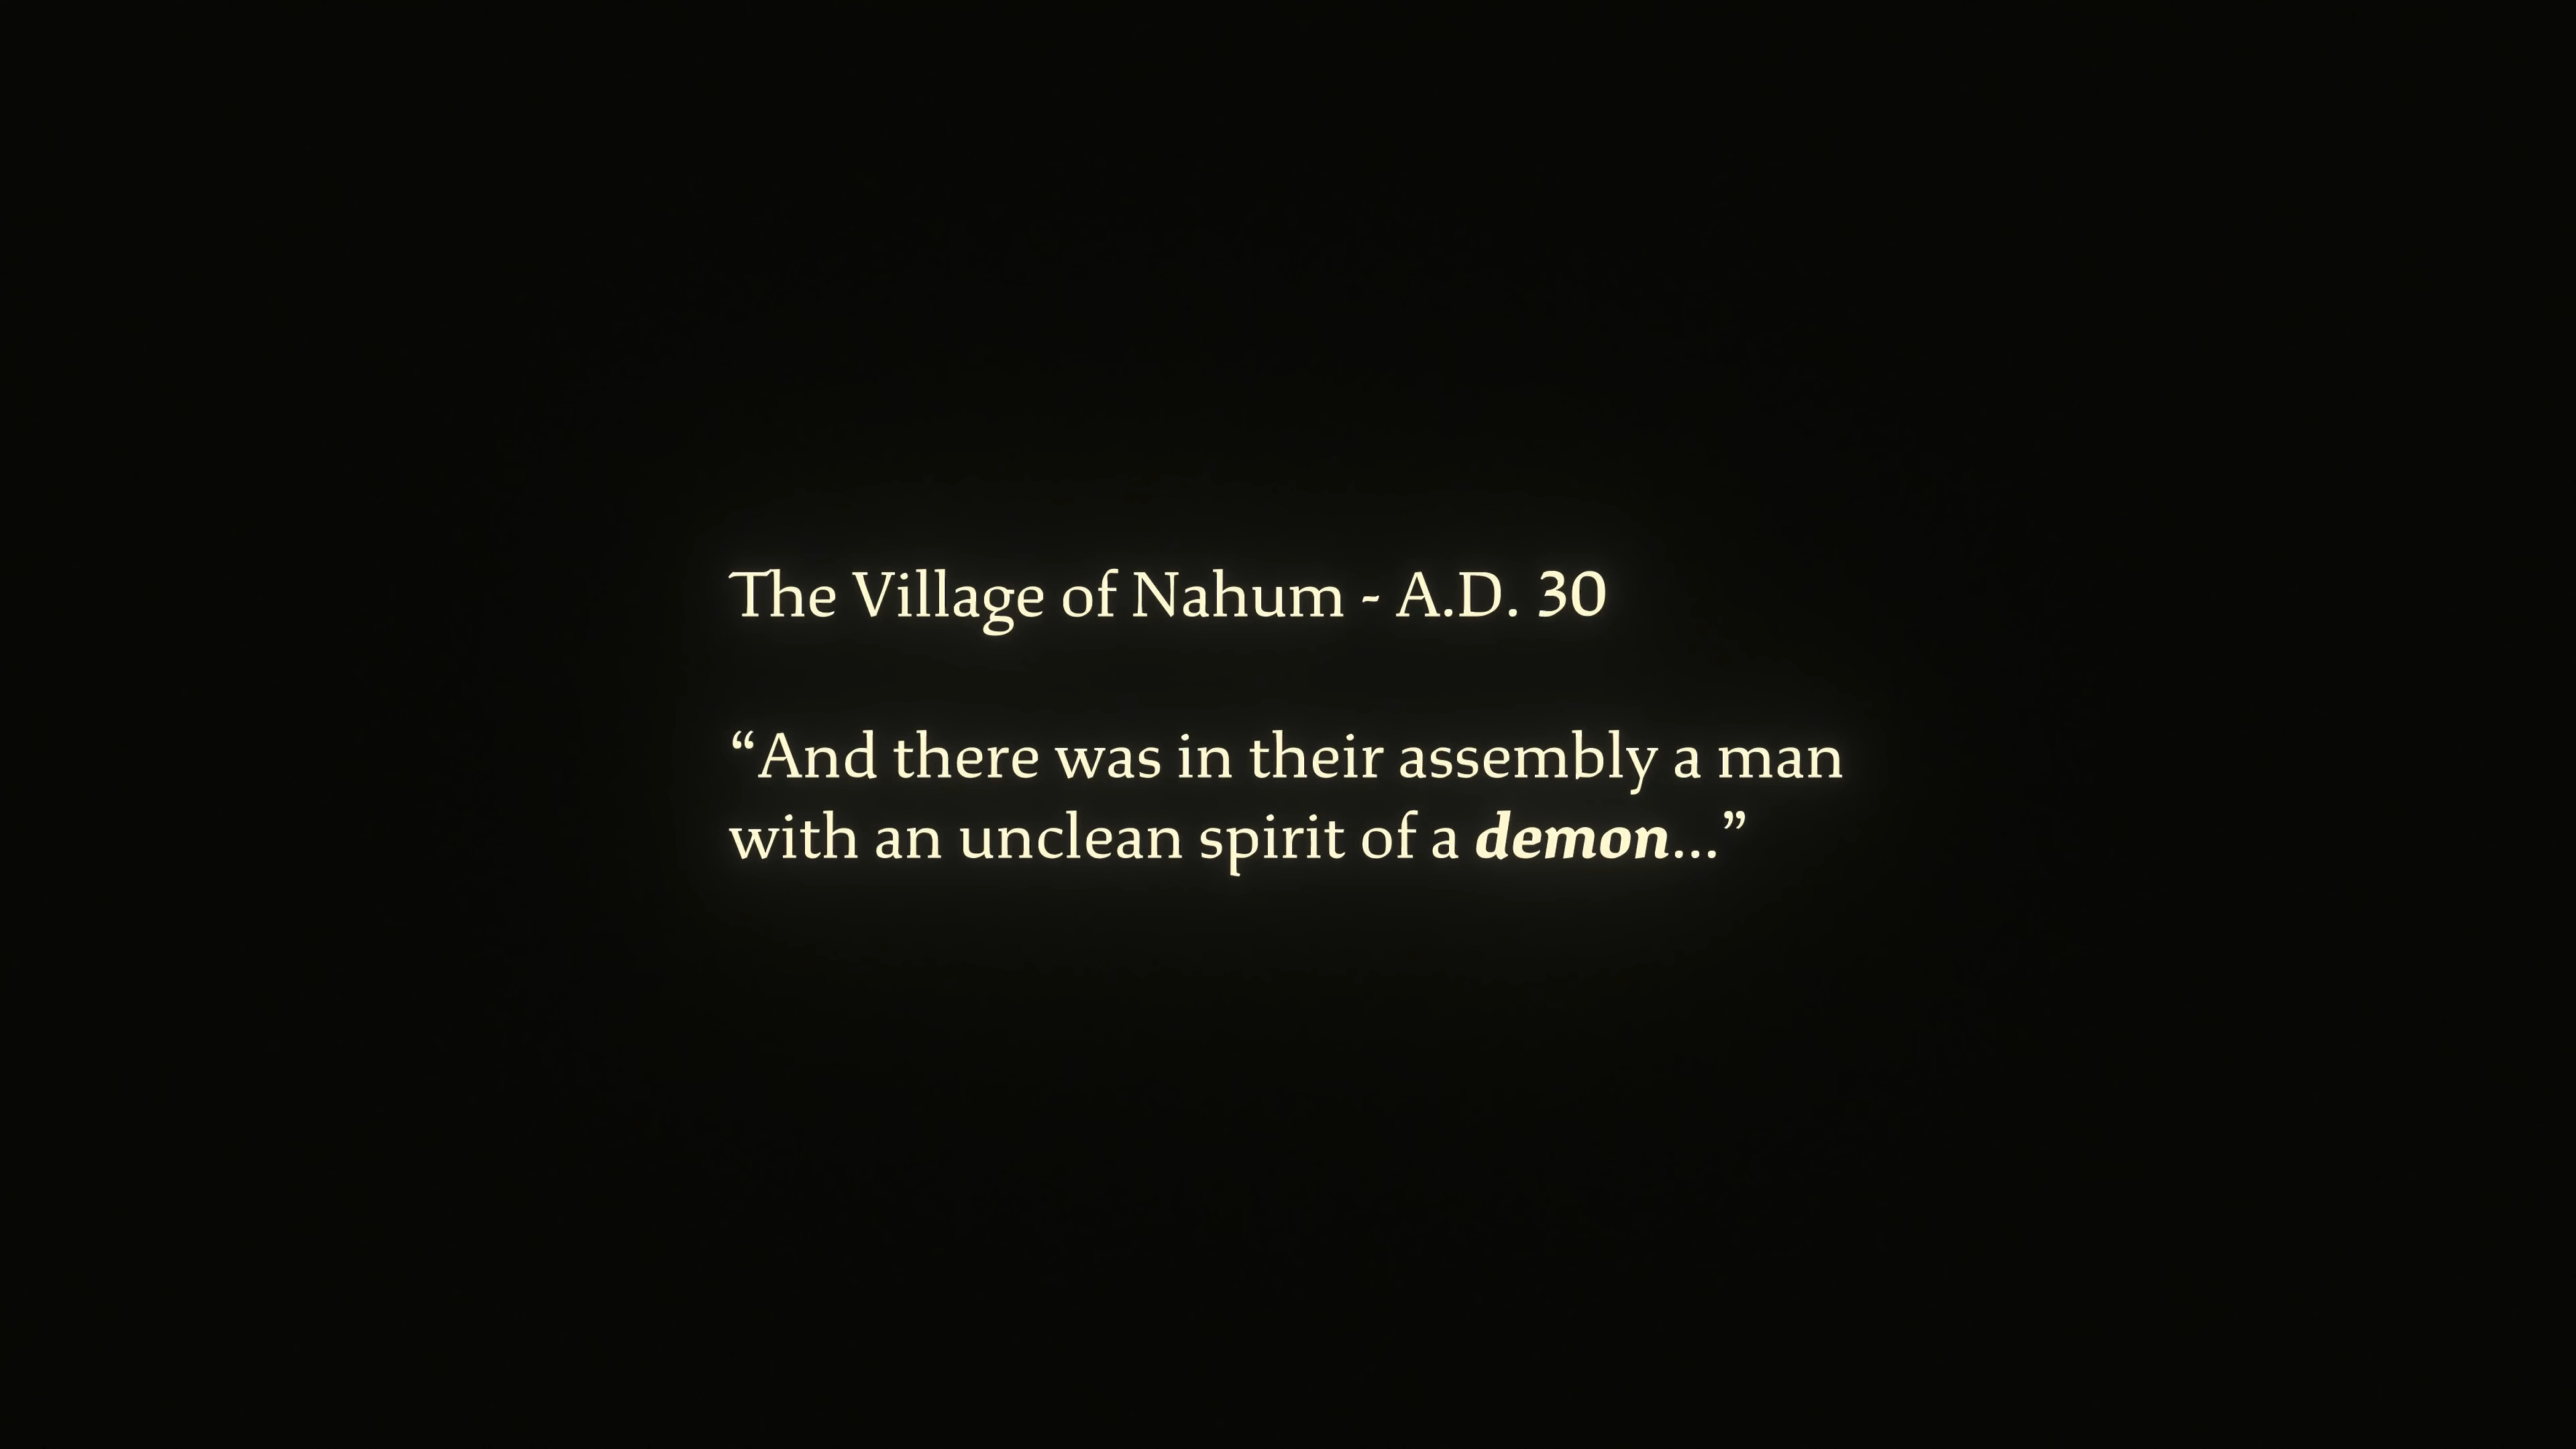 The Village of Nahum - A.D. 30
“And there was in their assembly a man
with an unclean spirit of a demon...”